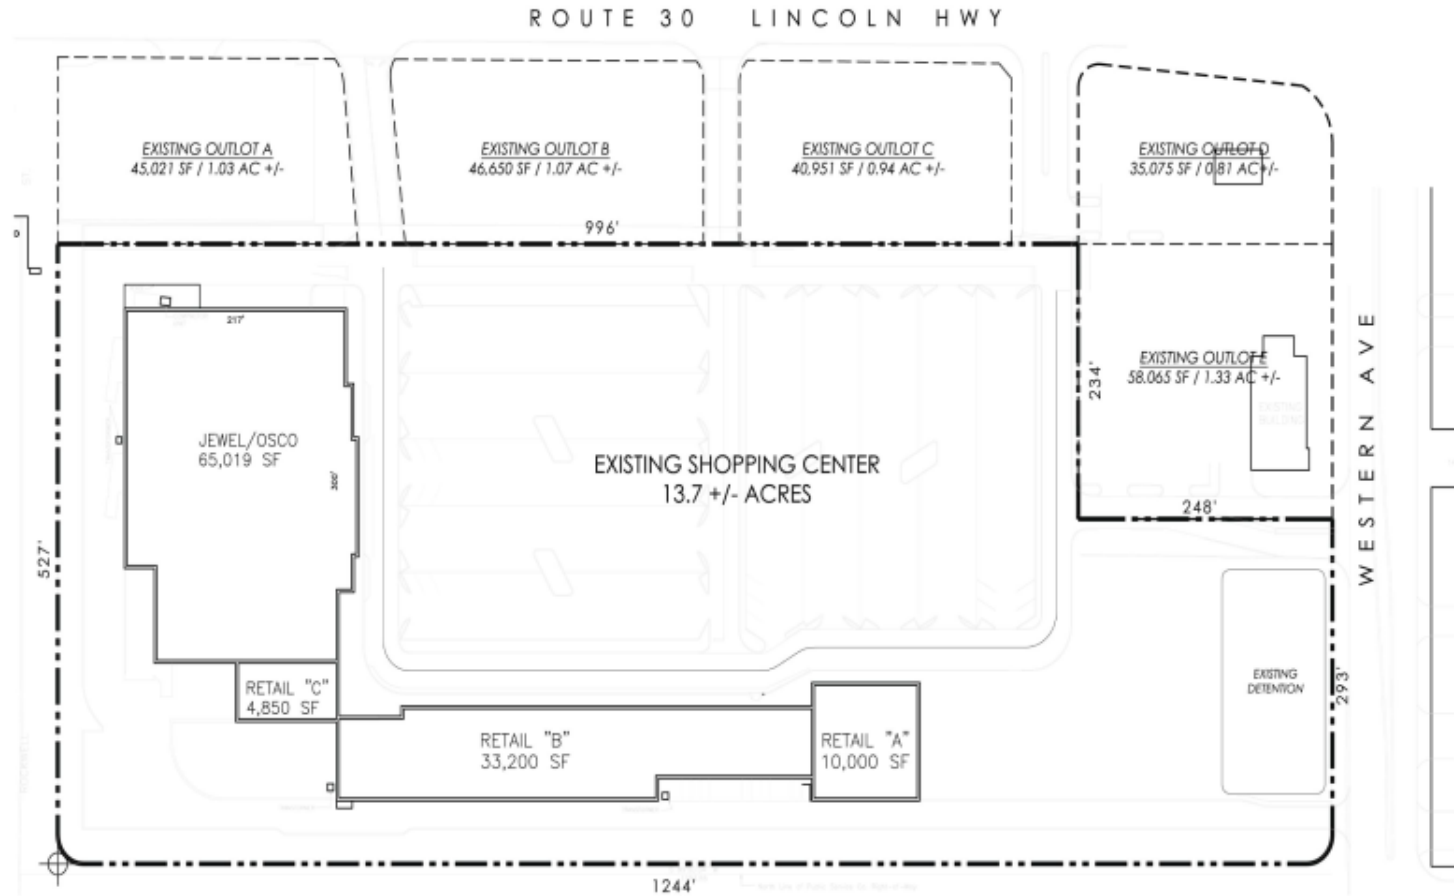 ROUTE 30 LINCOLN HWY
EXISTING OUTLOT A
45,021 SF / 1.03 AC +/-
EXISTING OUTLOT B
46,650 SF / 1.07 AC +/-
EXISTING OUTLOT C
40,951 SF / 0.94 AC +/-
EXISTING OUTLOT D
35,075 SF / 0.81 AC +/-
996'
217'
JEWEL/OSCO
65,019 SF
300'
EXISTING SHOPPING CENTER
13.7 +/- ACRES
234'
EXISTING OUTLOT E
58,065 SF / 1.33 AC +/-
EXISTING
BUILDING
WESTERN AVE
248'
527'
RETAIL "C"
4,850 SF
RETAIL "B"
33,200 SF
RETAIL "A"
10,000 SF
EXISTING
DETENTION
293'
ROCKWELL
1244'